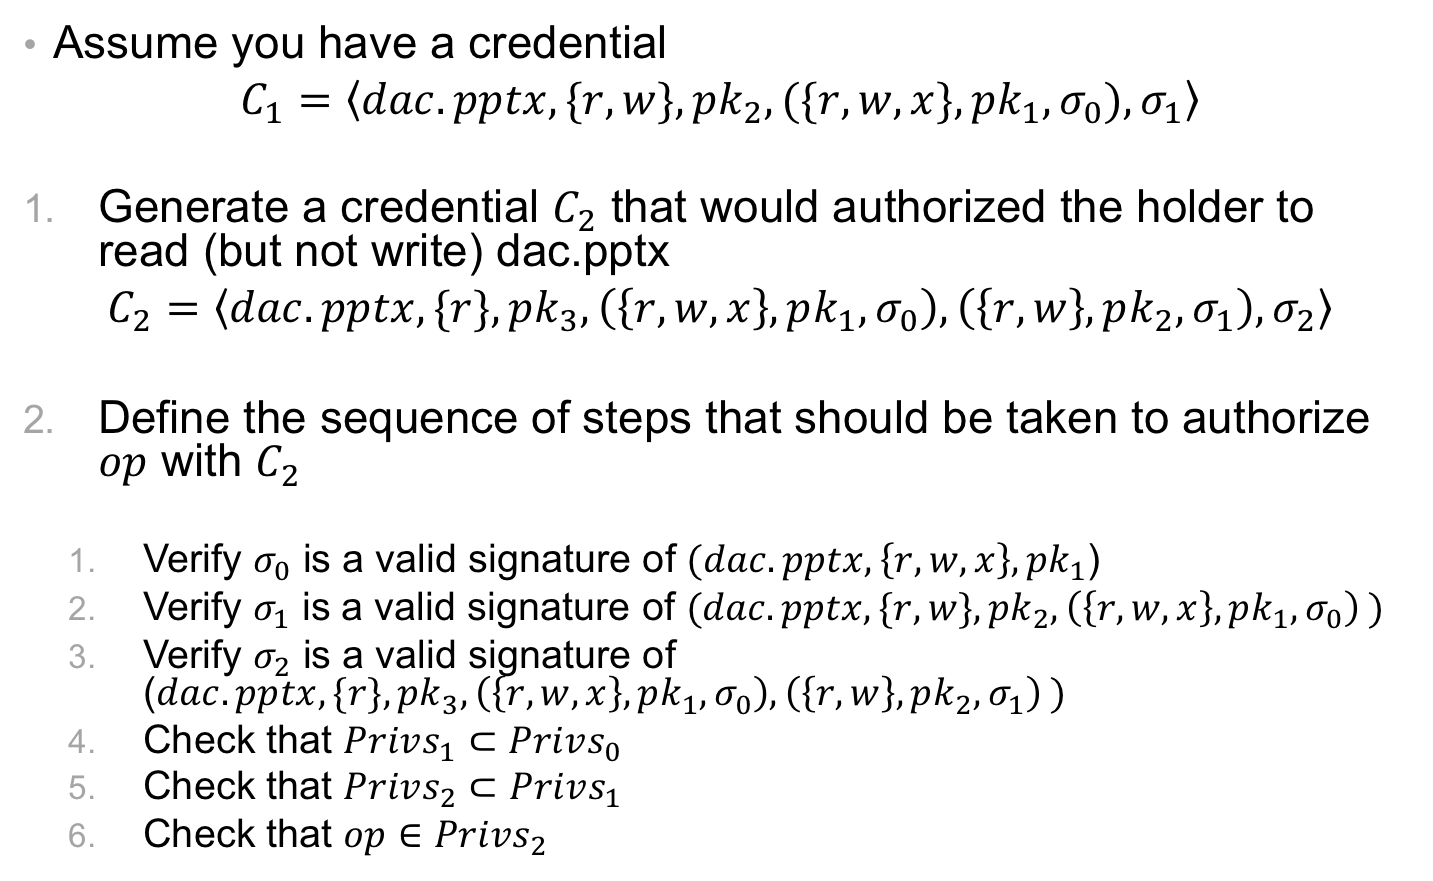 • Assume you have a credential
C₁ = ⟨dac.pptx, {r, w}, pk₂, ({r, w, x}, pk₁, σ₀), σ₁⟩
1. Generate a credential C₂ that would authorized the holder to
read (but not write) dac.pptx
C₂ = ⟨dac.pptx, {r}, pk₃, ({r, w, x}, pk₁, σ₀), ({r, w}, pk₂, σ₁), σ₂⟩
2. Define the sequence of steps that should be taken to authorize
op with C₂
1. Verify σ₀ is a valid signature of (dac.pptx, {r, w, x}, pk₁)
2. Verify σ₁ is a valid signature of (dac.pptx, {r, w}, pk₂, ({r, w, x}, pk₁, σ₀) )
3. Verify σ₂ is a valid signature of
(dac.pptx, {r}, pk₃, ({r, w, x}, pk₁, σ₀), ({r, w}, pk₂, σ₁) )
4. Check that Privs₁ ⊂ Privs₀
5. Check that Privs₂ ⊂ Privs₁
6. Check that op ∈ Privs₂